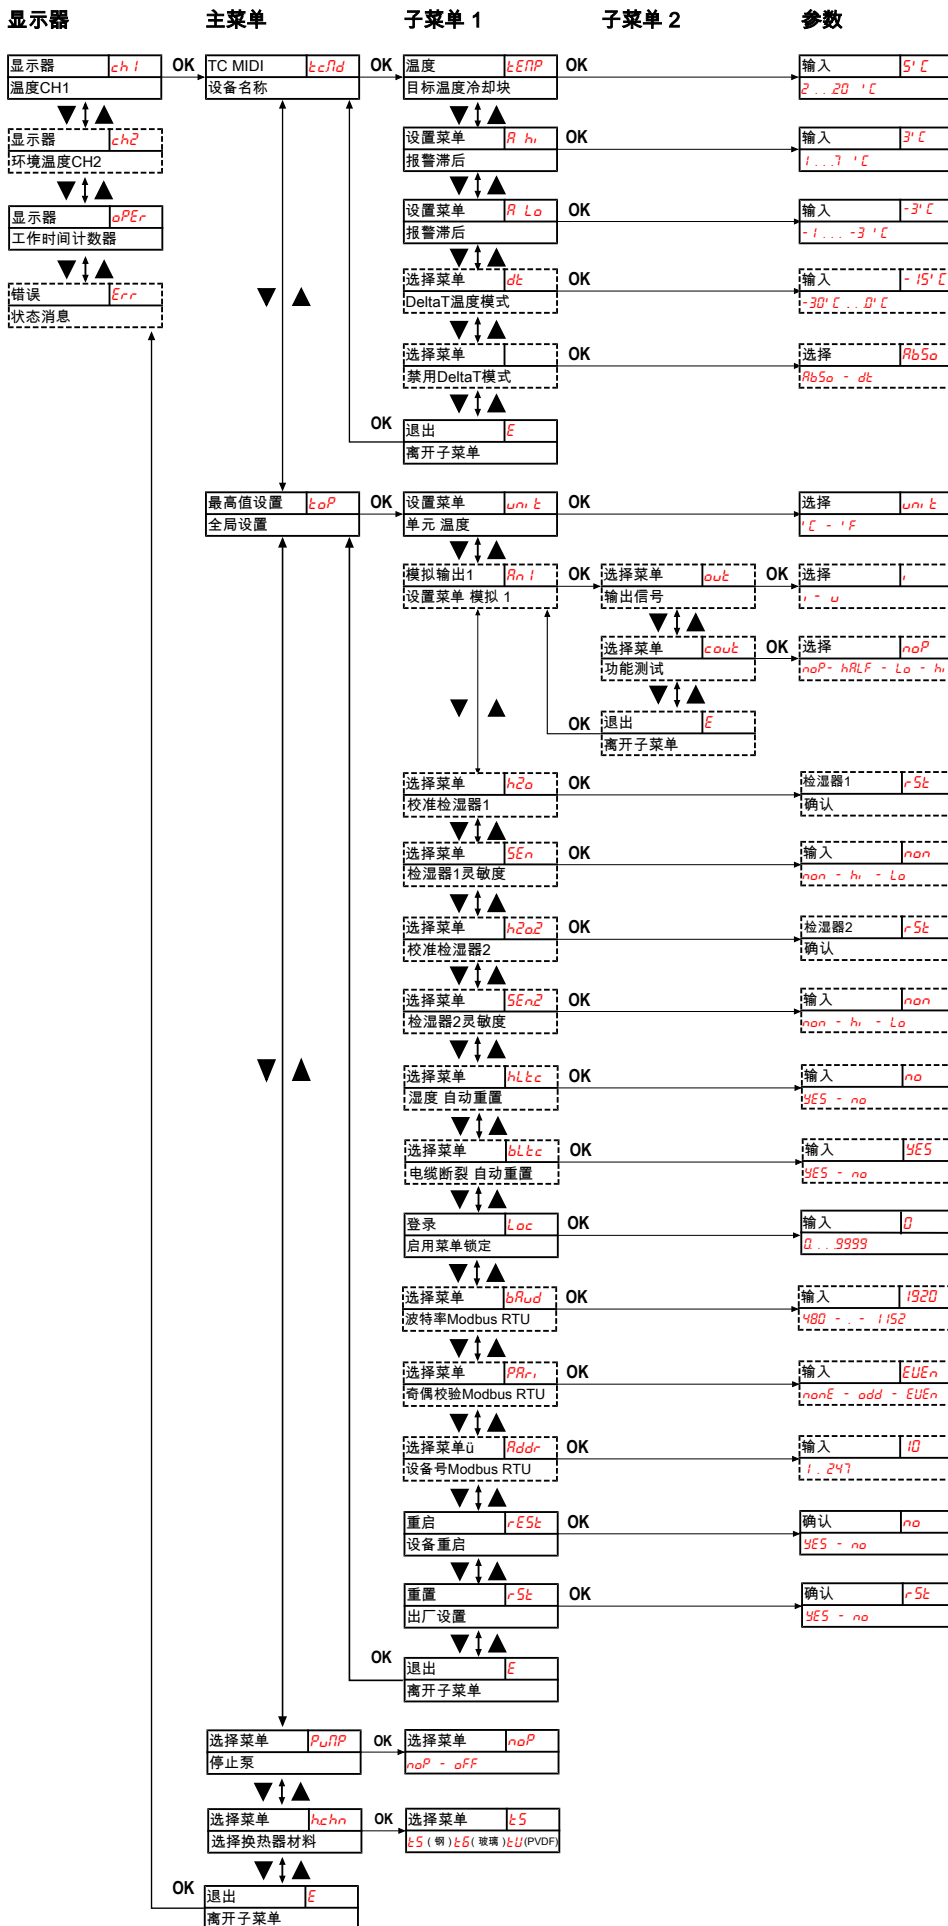 显示器 主菜单 子菜单 1 子菜单 2 参数
显示器 ch1 OK TC MIDI tcMd OK 温度 tEMP OK 输入 5°C
温度CH1 设备名称 目标温度冷却块 2...20 °C
▼ ▲ ▼ ▲
显示器 ch2 设置菜单 A hi OK 输入 3°C
环境温度CH2 报警滞后 1...7 °C
▼ ▲ ▼ ▲
显示器 oPEr 设置菜单 A Lo OK 输入 -3°C
工作时间计数器 报警滞后 -1... -3 °C
▼ ▲ ▼ ▲
错误 Err 选择菜单 dt OK 输入 -15°C
状态消息 ▼ ▲ DeltaT温度模式 -30°C...0°C
▼ ▲
选择菜单 OK 选择 AbSo
禁用DeltaT模式 AbSo - dt
▼ ▲
OK 退出 E
离开子菜单
最高值设置 toP OK 设置菜单 unit OK 选择 unit
全局设置 单元 温度 °C - °F
▼ ▲
模拟输出1 An1 OK 选择菜单 out OK 选择 i
设置菜单 模拟 1 输出信号 i - u
▼ ▲
选择菜单 cout OK 选择 noP
功能测试 noP- hALF - Lo - hi
▼ ▲ ▼ ▲
OK 退出 E
离开子菜单
选择菜单 h2o OK 检湿器1 rSt
校准检湿器1 确认
▼ ▲
选择菜单 SEn OK 输入 non
检湿器1灵敏度 non - hi - Lo
▼ ▲
选择菜单 h2o.2 OK 检湿器2 rSt
校准检湿器2 确认
▼ ▲
选择菜单 SEn.2 OK 输入 non
检湿器2灵敏度 non - hi - Lo
▼ ▲ ▼ ▲
选择菜单 hLtc OK 输入 no
湿度 自动重置 YES - no
▼ ▲
选择菜单 bLtc OK 输入 YES
电缆断裂 自动重置 YES - no
▼ ▲
登录 Loc OK 输入 0
启用菜单锁定 0...9999
▼ ▲
选择菜单 bAud OK 输入 1920
波特率Modbus RTU 480 - . - 1152
▼ ▲
选择菜单 PAri OK 输入 EUEn
奇偶校验Modbus RTU nonE - odd - EUEn
▼ ▲
选择菜单ü Addr OK 输入 10
设备号Modbus RTU 1 . 247
▼ ▲
重启 rESt OK 确认 no
设备重启 YES - no
▼ ▲
重置 rSt OK 确认 rSt
出厂设置 YES - no
▼ ▲
OK 退出 E
离开子菜单
选择菜单 PuMP OK 选择菜单 noP
停止泵 noP - oFF
▼ ▲
选择菜单 h.chn OK 选择菜单 tS
选择换热器材料 tS ( 钢 ) tG ( 玻璃 ) tU (PVDF)
▼ ▲
OK 退出 E
离开子菜单